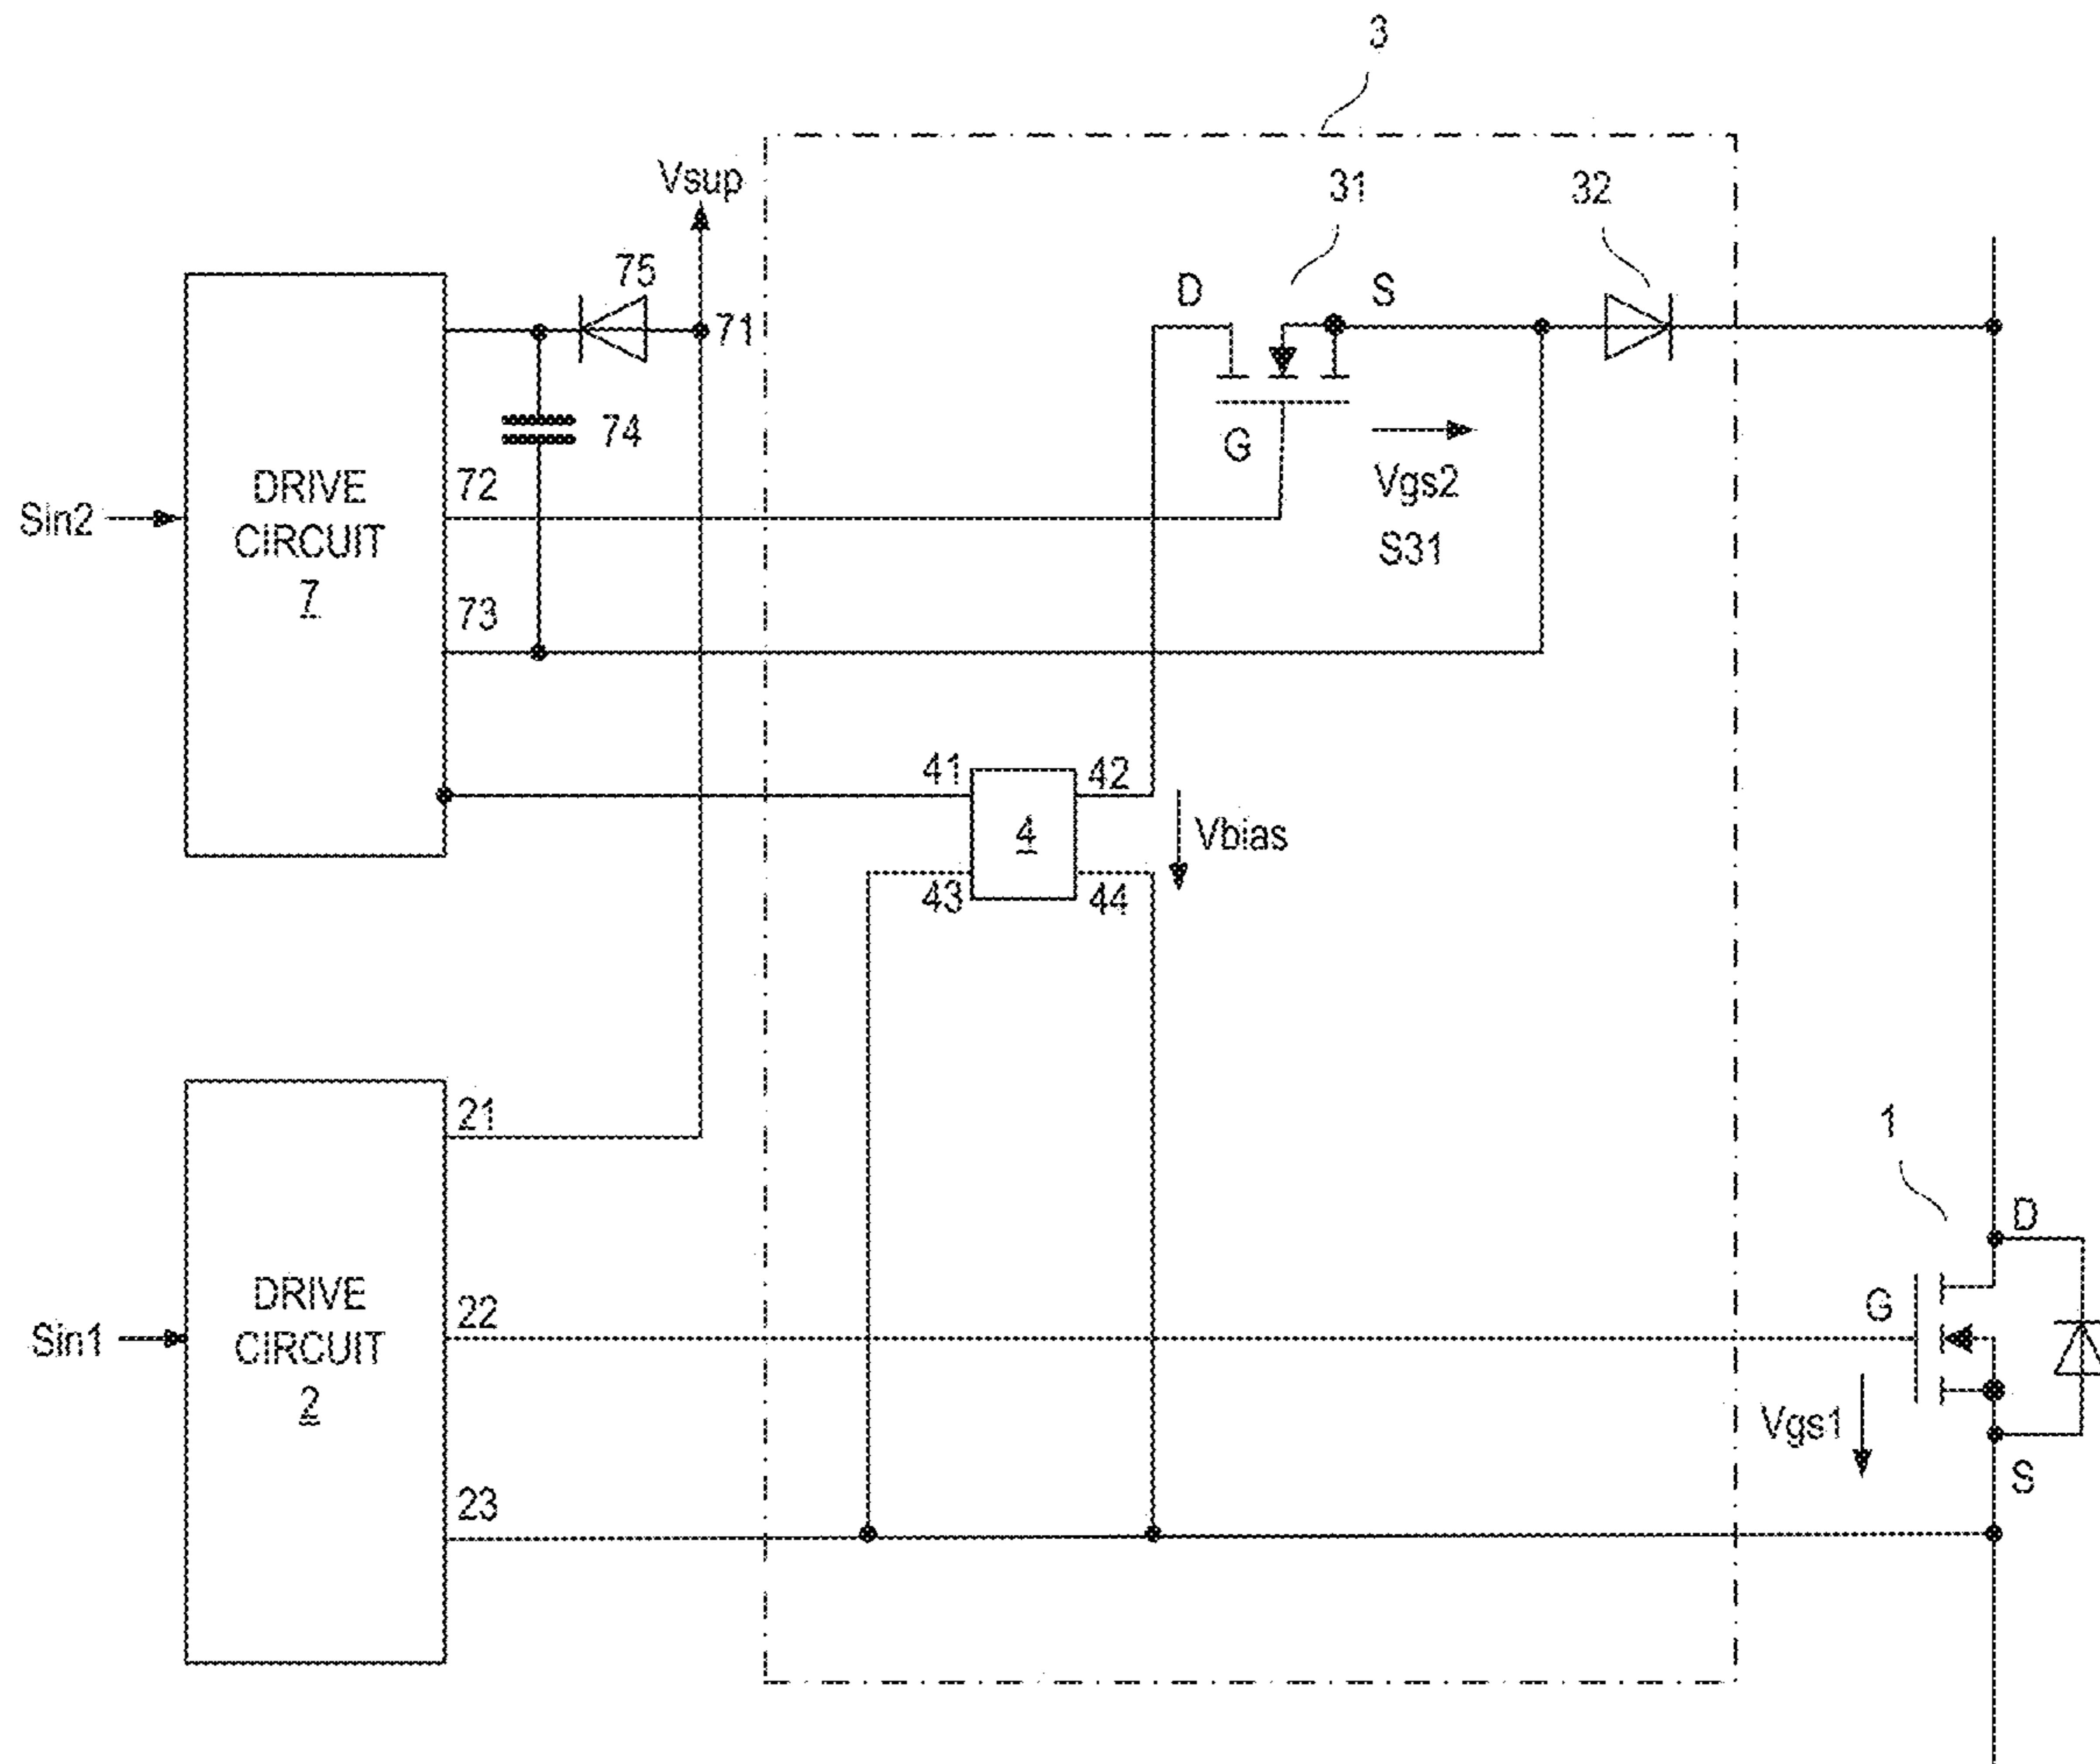 3
Vsup
31
32
75
D
S
71
74
G
72
Vgs2
Sin2
DRIVE
CIRCUIT
7
S31
73
41
42
4
Vbias
43
44
21
1
D
DRIVE
CIRCUIT
2
22
G
Sin1
Vgs1
23
S